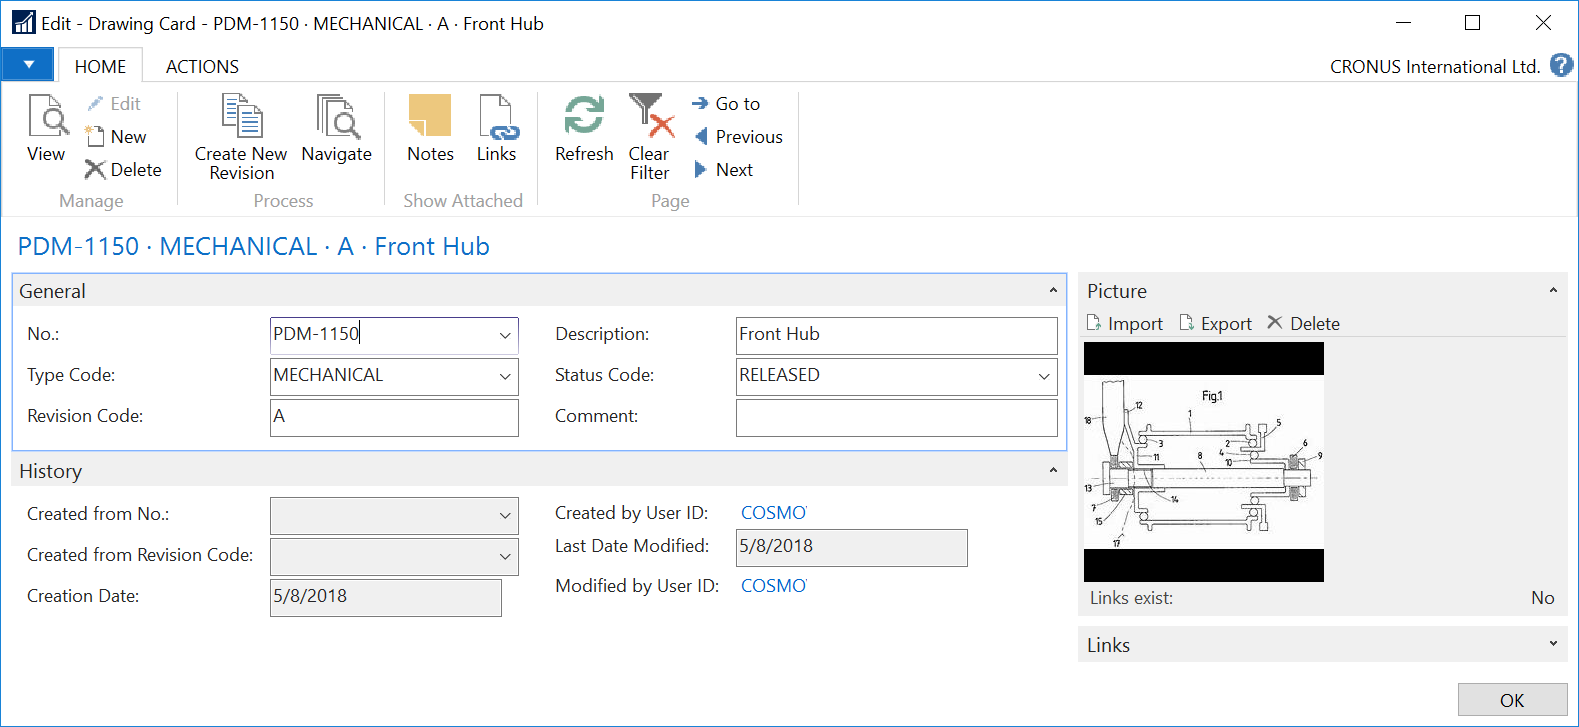 Edit - Drawing Card - PDM-1150 · MECHANICAL · A · Front Hub
HOME ACTIONS CRONUS International Ltd. ?
View Edit New Delete
Create New Revision Navigate
Notes Links
Refresh Clear Filter Go to Previous Next
Manage Process Show Attached Page
PDM-1150 · MECHANICAL · A · Front Hub
General
No.: PDM-1150 Description: Front Hub
Type Code: MECHANICAL Status Code: RELEASED
Revision Code: A Comment:
History
Created from No.: Created by User ID: COSMO
Created from Revision Code: Last Date Modified: 5/8/2018
Creation Date: 5/8/2018 Modified by User ID: COSMO
Picture
Import Export Delete
Fig.1
12
1
18
5
3
2
6
4
9
11
8
10
13
14
7
15
17
Links exist: No
Links
OK